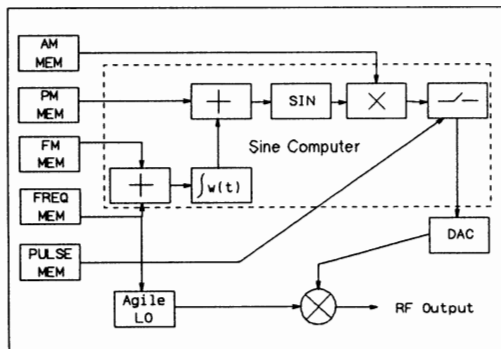 AM
MEM
PM
MEM
FM
MEM
FREQ
MEM
PULSE
MEM
+
SIN
×
Sine Computer
+
∫w(t)
DAC
Agile
LO
RF Output